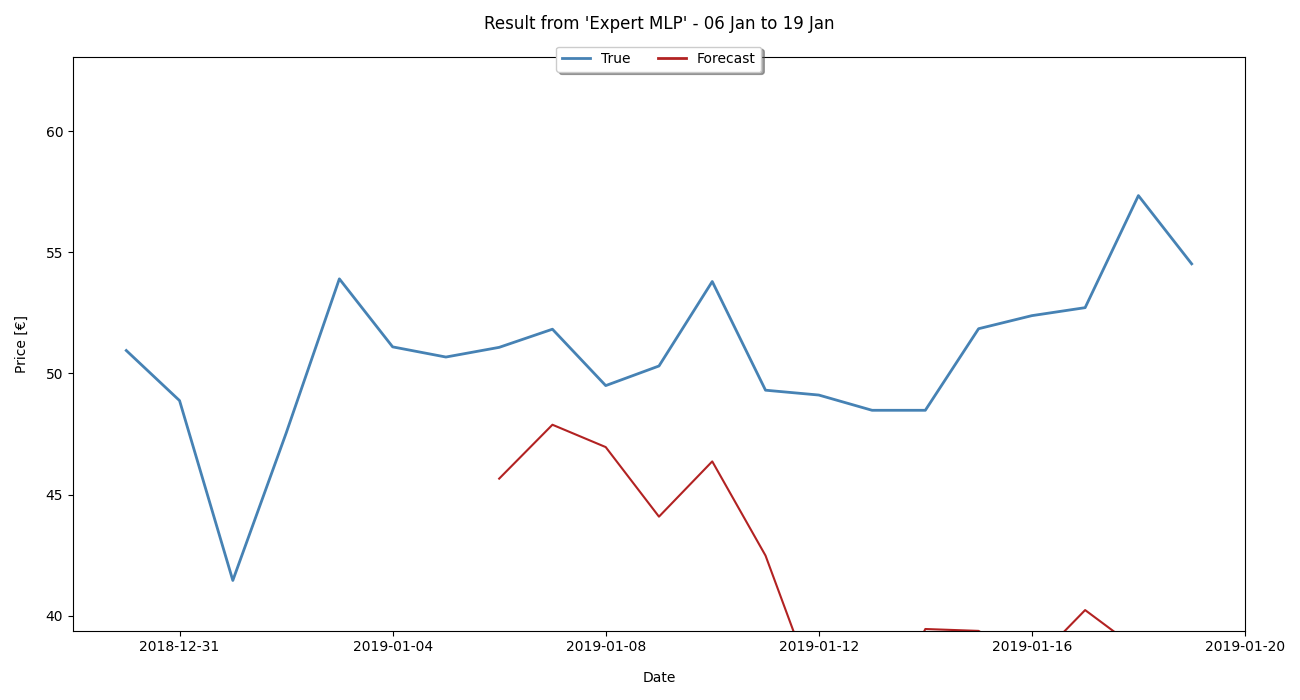 Result from 'Expert MLP' - 06 Jan to 19 Jan
True Forecast
Price [€]
60
55
50
45
40
2018-12-31 2019-01-04 2019-01-08 2019-01-12 2019-01-16 2019-01-20
Date